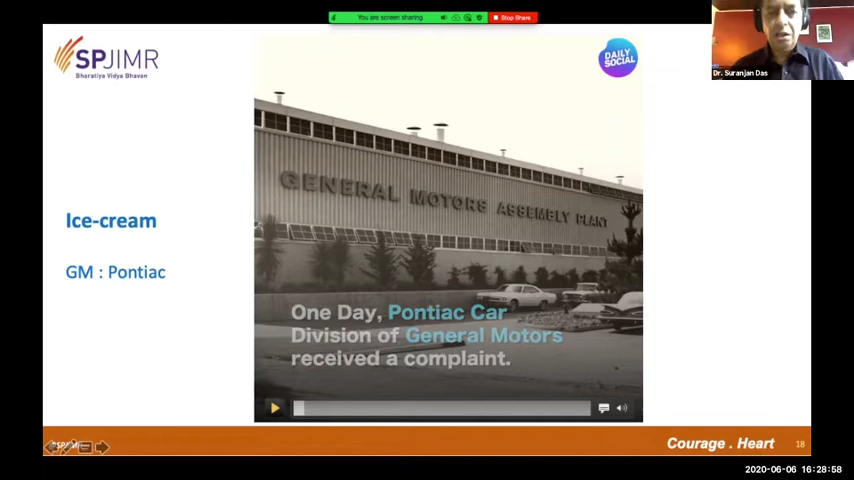 You are screen sharing
Stop Share
SPJIMR
Bharatiya Vidya Bhavan
DAILY
SOCIAL
Dr. Suranjan Das
GENERAL MOTORS ASSEMBLY PLANT
Ice-cream
GM : Pontiac
One Day, Pontiac Car
Division of General Motors
received a complaint.
Courage . Heart
18
2020-06-06 16:28:58